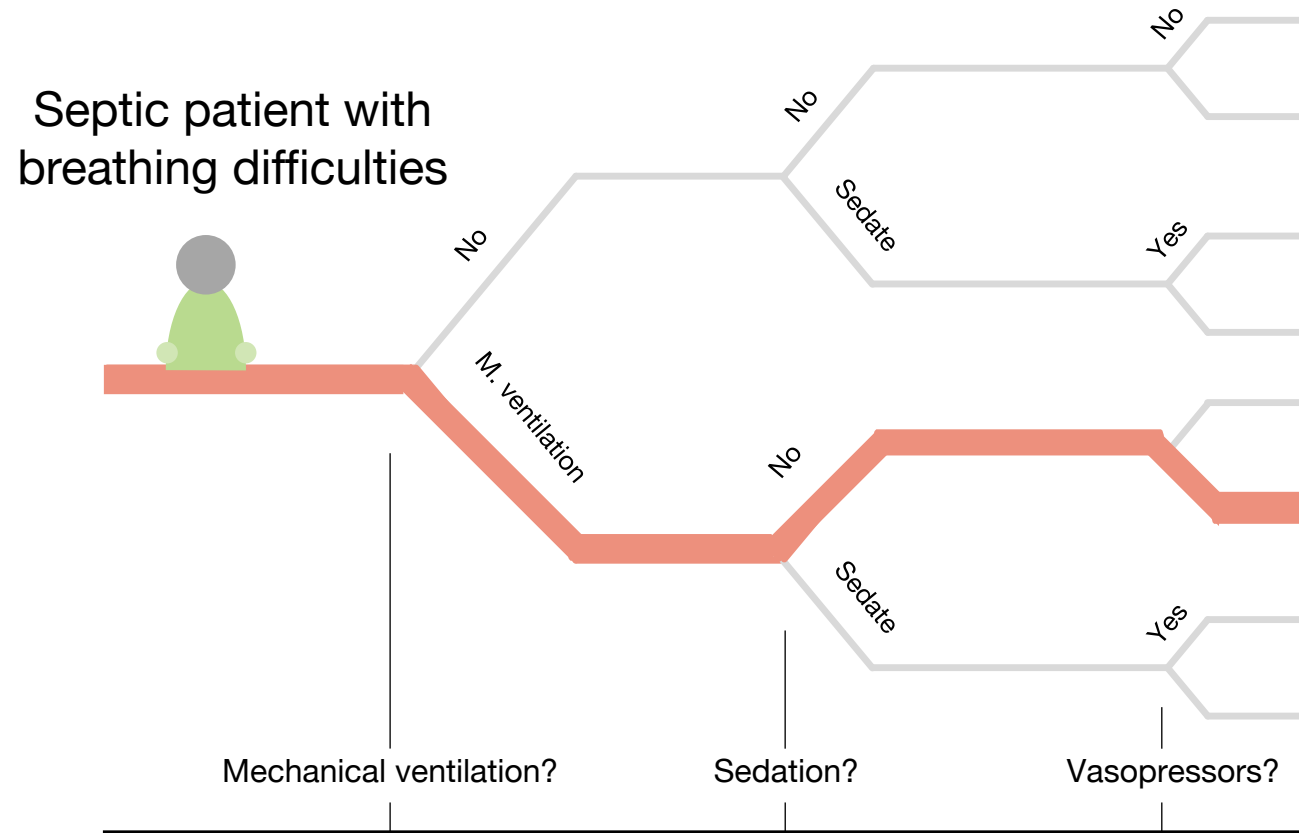 Septic patient with
breathing difficulties
No
No
No
Sedate
Yes
M. ventilation
No
Sedate
Yes
Mechanical ventilation?
Sedation?
Vasopressors?